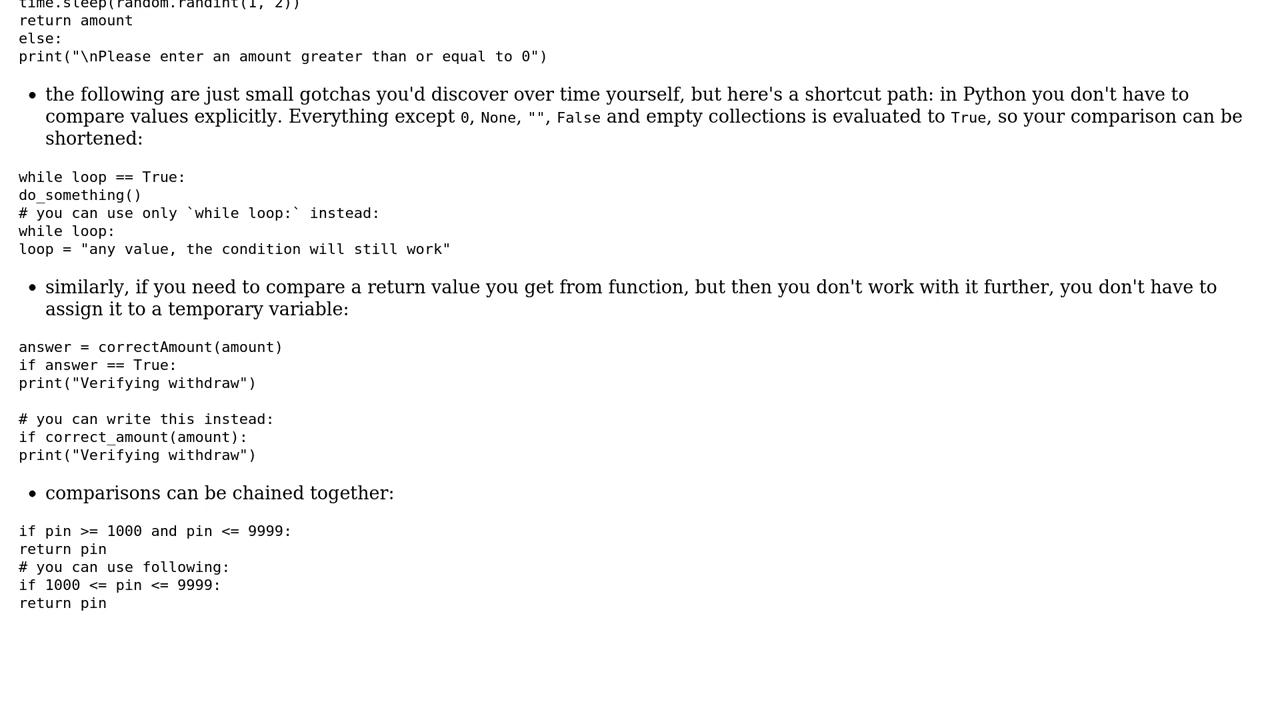 time.sleep(random.randint(1, 2))
return amount
else:
print("\nPlease enter an amount greater than or equal to 0")
• the following are just small gotchas you'd discover over time yourself, but here's a shortcut path: in Python you don't have to
compare values explicitly. Everything except 0, None, "", False and empty collections is evaluated to True, so your comparison can be
shortened:
while loop == True:
do_something()
# you can use only `while loop:` instead:
while loop:
loop = "any value, the condition will still work"
• similarly, if you need to compare a return value you get from function, but then you don't work with it further, you don't have to
assign it to a temporary variable:
answer = correctAmount(amount)
if answer == True:
print("Verifying withdraw")
# you can write this instead:
if correct_amount(amount):
print("Verifying withdraw")
• comparisons can be chained together:
if pin >= 1000 and pin <= 9999:
return pin
# you can use following:
if 1000 <= pin <= 9999:
return pin